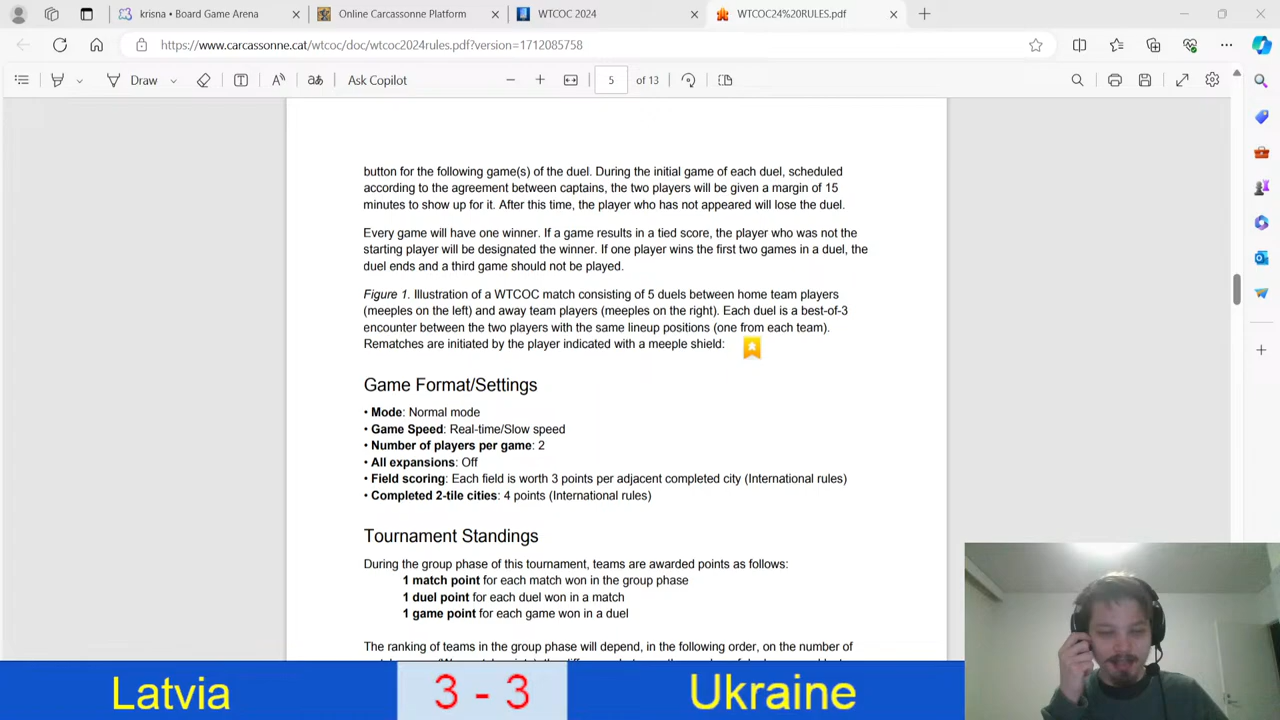 krisna • Board Game Arena
Online Carcassonne Platform
WTCOC 2024
WTCOC24%20RULES.pdf
https://www.carcassonne.cat/wtcoc/doc/wtcoc2024rules.pdf?version=1712085758
Draw
Ask Copilot
5
of 13
button for the following game(s) of the duel. During the initial game of each duel, scheduled
according to the agreement between captains, the two players will be given a margin of 15
minutes to show up for it. After this time, the player who has not appeared will lose the duel.
Every game will have one winner. If a game results in a tied score, the player who was not the
starting player will be designated the winner. If one player wins the first two games in a duel, the
duel ends and a third game should not be played.
Figure 1. Illustration of a WTCOC match consisting of 5 duels between home team players
(meeples on the left) and away team players (meeples on the right). Each duel is a best-of-3
encounter between the two players with the same lineup positions (one from each team).
Rematches are initiated by the player indicated with a meeple shield:
Game Format/Settings
• Mode: Normal mode
• Game Speed: Real-time/Slow speed
• Number of players per game: 2
• All expansions: Off
• Field scoring: Each field is worth 3 points per adjacent completed city (International rules)
• Completed 2-tile cities: 4 points (International rules)
Tournament Standings
During the group phase of this tournament, teams are awarded points as follows:
1 match point for each match won in the group phase
1 duel point for each duel won in a match
1 game point for each game won in a duel
The ranking of teams in the group phase will depend, in the following order, on the number of
Latvia
3 - 3
Ukraine